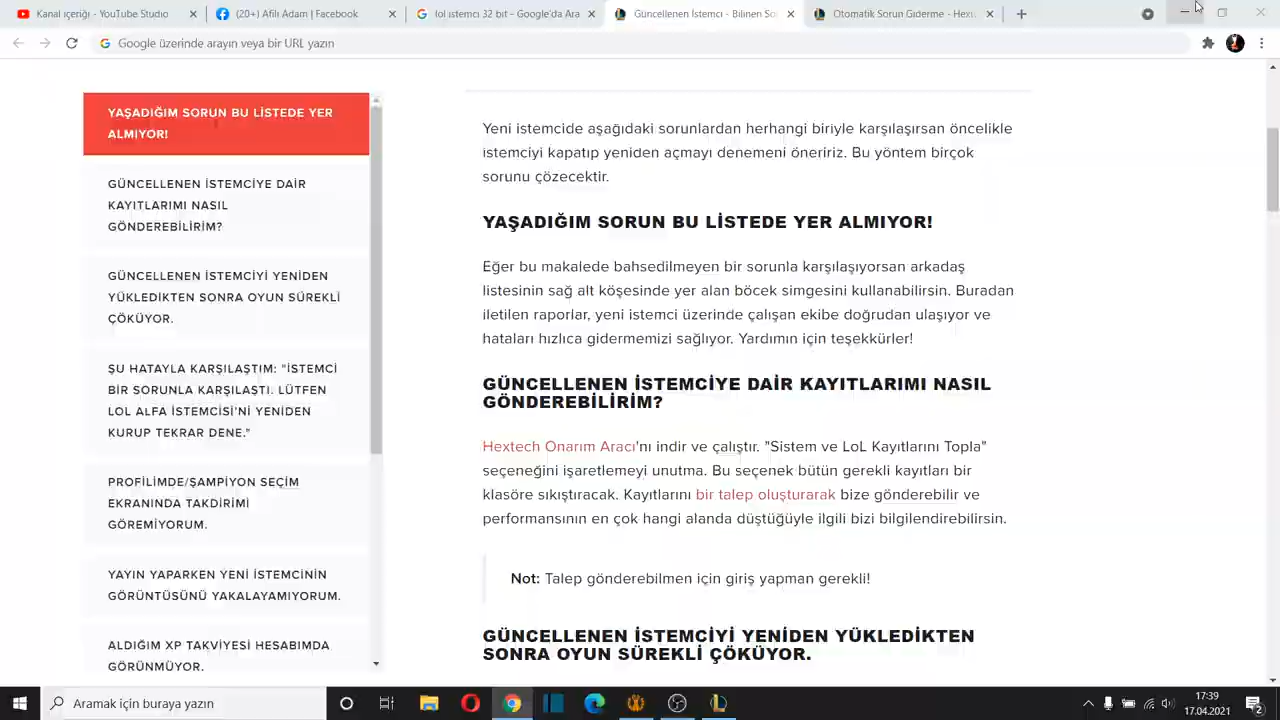 Kanal içeriği - YouTube Studio
(20+) Afili Adam | Facebook
lol istemci 32 bit - Google'da Ara
Güncellenen İstemci - Bilinen So
Otomatik Sorun Giderme - Hext
Google üzerinde arayın veya bir URL yazın
YAŞADIĞIM SORUN BU LİSTEDE YER
ALMIYOR!
GÜNCELLENEN İSTEMCİYE DAİR
KAYITLARIMI NASIL
GÖNDEREBİLİRİM?
GÜNCELLENEN İSTEMCİYİ YENİDEN
YÜKLEDİKTEN SONRA OYUN SÜREKLİ
ÇÖKÜYOR.
ŞU HATAYLA KARŞILAŞTIM: "İSTEMCİ
BİR SORUNLA KARŞILAŞTI. LÜTFEN
LOL ALFA İSTEMCİSİ'Nİ YENİDEN
KURUP TEKRAR DENE."
PROFİLİMDE/ŞAMPİYON SEÇİM
EKRANINDA TAKDİRİMİ
GÖREMİYORUM.
YAYIN YAPARKEN YENİ İSTEMCİNİN
GÖRÜNTÜSÜNÜ YAKALAYAMIYORUM.
ALDIĞIM XP TAKVİYESİ HESABIMDA
GÖRÜNMÜYOR.
Yeni istemcide aşağıdaki sorunlardan herhangi biriyle karşılaşırsan öncelikle
istemciyi kapatıp yeniden açmayı denemeni öneririz. Bu yöntem birçok
sorunu çözecektir.
YAŞADIĞIM SORUN BU LİSTEDE YER ALMIYOR!
Eğer bu makalede bahsedilmeyen bir sorunla karşılaşıyorsan arkadaş
listesinin sağ alt köşesinde yer alan böcek simgesini kullanabilirsin. Buradan
iletilen raporlar, yeni istemci üzerinde çalışan ekibe doğrudan ulaşıyor ve
hataları hızlıca gidermemizi sağlıyor. Yardımın için teşekkürler!
GÜNCELLENEN İSTEMCİYE DAİR KAYITLARIMI NASIL
GÖNDEREBİLİRİM?
Hextech Onarım Aracı'nı indir ve çalıştır. "Sistem ve LoL Kayıtlarını Topla"
seçeneğini işaretlemeyi unutma. Bu seçenek bütün gerekli kayıtları bir
klasöre sıkıştıracak. Kayıtlarını bir talep oluşturarak bize gönderebilir ve
performansının en çok hangi alanda düştüğüyle ilgili bizi bilgilendirebilirsin.
Not: Talep gönderebilmen için giriş yapman gerekli!
GÜNCELLENEN İSTEMCİYİ YENİDEN YÜKLEDİKTEN
SONRA OYUN SÜREKLİ ÇÖKÜYOR.
Aramak için buraya yazın
17:39
17.04.2021
2